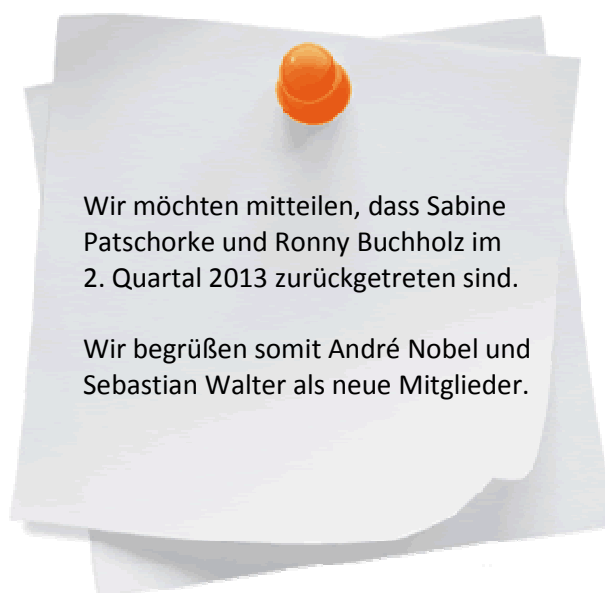 Wir möchten mitteilen, dass Sabine
Patschorke und Ronny Buchholz im
2. Quartal 2013 zurückgetreten sind.
Wir begrüßen somit André Nobel und
Sebastian Walter als neue Mitglieder.